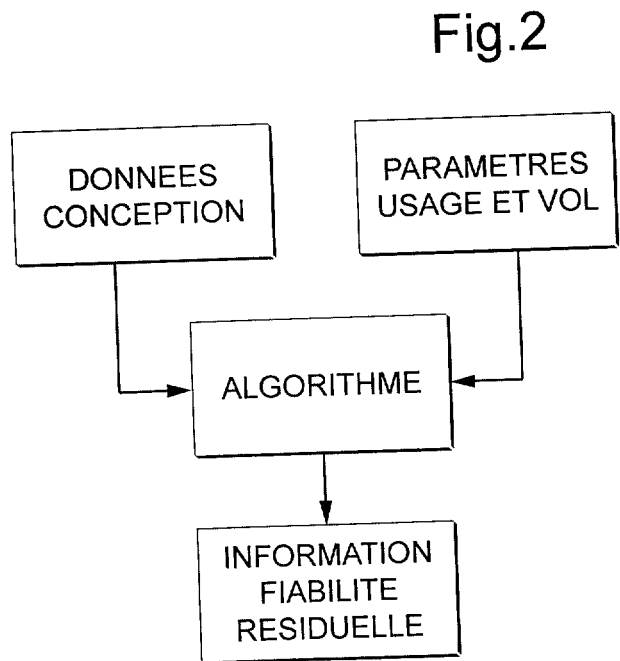 Fig.2
DONNEES
CONCEPTION
PARAMETRES
USAGE ET VOL
ALGORITHME
INFORMATION
FIABILITE
RESIDUELLE